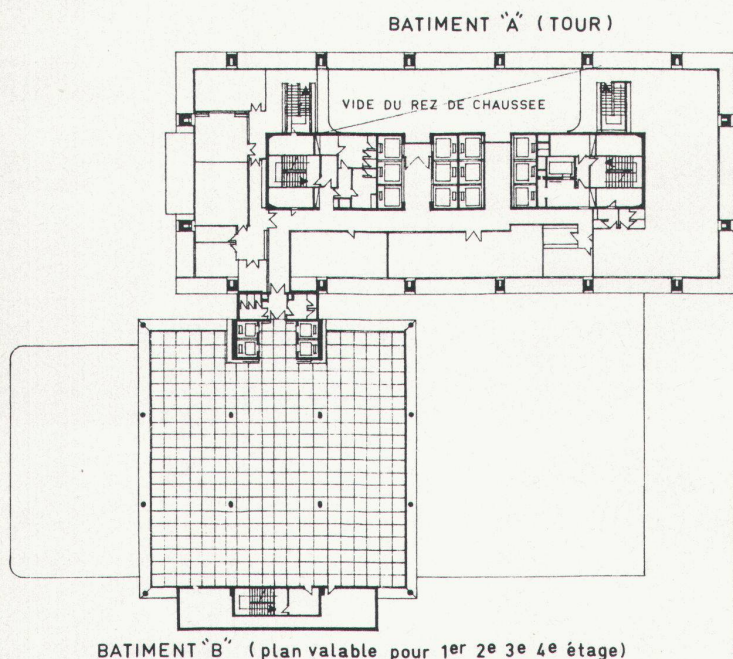 BATIMENT "A" (TOUR)
VIDE DU REZ DE CHAUSSEE
BATIMENT "B" (plan valable pour 1er 2e 3e 4e étage)